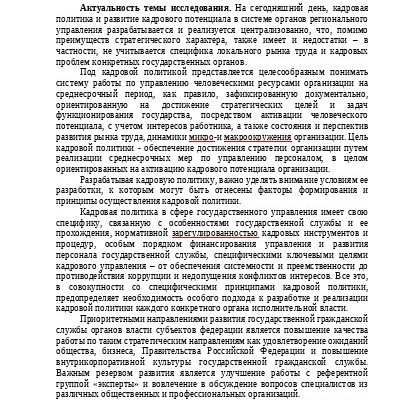 Актуальность темы исследования. На сегодняшний день, кадровая
политика и развитие кадрового потенциала в системе органов регионального
управления разрабатывается и реализуется централизованно, что, помимо
преимуществ стратегического характера, также имеет и недостатки – в
частности, не учитывается специфика локального рынка труда и кадровых
проблем конкретных государственных органов.
Под кадровой политикой представляется целесообразным понимать
систему работы по управлению человеческими ресурсами организации на
среднесрочный период, как правило, зафиксированную документально,
ориентированную на достижение стратегических целей и задач
функционирования государства, посредством активации человеческого
потенциала, с учетом интересов работника, а также состояния и перспектив
развития рынка труда, динамики микро-и макроокружения организации. Цель
кадровой политики - обеспечение достижения стратегии организации путем
реализации среднесрочных мер по управлению персоналом, в целом
ориентированных на активацию кадрового потенциала организации.
Разрабатывая кадровую политику, важно уделять внимание условиям ее
разработки, к которым могут быть отнесены факторы формирования и
принципы осуществления кадровой политики.
Кадровая политика в сфере государственного управления имеет свою
специфику, связанную с особенностями государственной службы и ее
прохождения, нормативной зарегулированностью кадровых инструментов и
процедур, особым порядком финансирования управления и развития
персонала государственной службы, специфическими ключевыми целями
кадрового управления – от обеспечения системности и преемственности до
противодействия коррупции и недопущения конфликтов интересов. Все это,
в совокупности со специфическими принципами кадровой политики,
предопределяет необходимость особого подхода к разработке и реализации
кадровой политики каждого конкретного органа исполнительной власти.
Приоритетными направлениями развития государственной гражданской
службы органов власти субъектов федерации является повышение качества
работы по таким стратегическим направлениям как удовлетворение ожиданий
общества, бизнеса, Правительства Российской Федерации и повышение
внутрикорпоративной культуры государственной гражданской службы.
Важным резервом развития является улучшение работы с референтной
группой «эксперты» и вовлечение в обсуждение вопросов специалистов из
различных общественных и профессиональных организаций.